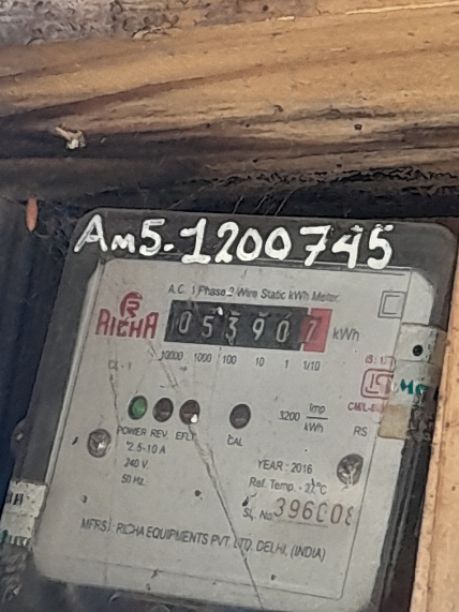 Am5.1200745
A.C. 1 Phase 2 Wire Static kWh Meter
RICHA
053907 kWh
10000 1000 100 10 1 1/10
CL - 1
POWER REV EFLT CAL
3200 Imp/kWh
RS
2.5-10 A
240 V.
50 Hz.
YEAR : 2016
Ref. Temp. - 27°C
SL. No.
MFRS : RICHA EQUIPMENTS PVT. LTD. DELHI, (INDIA)